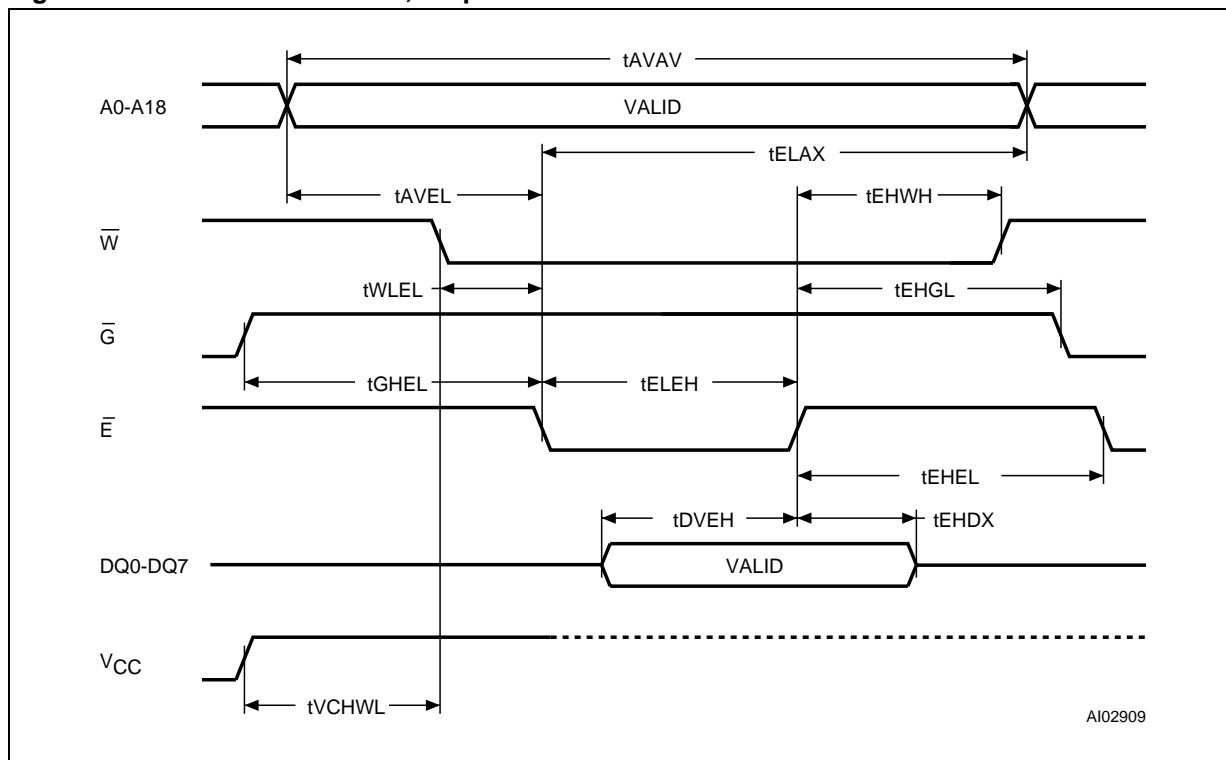 tAVAV
A0-A18
VALID
tELAX
tAVEL
tEHWH
W̅
tWLEL
tEHGL
G̅
tGHEL
tELEH
E̅
tEHEL
tDVEH
tEHDX
DQ0-DQ7
VALID
VCC
tVCHWL
AI02909